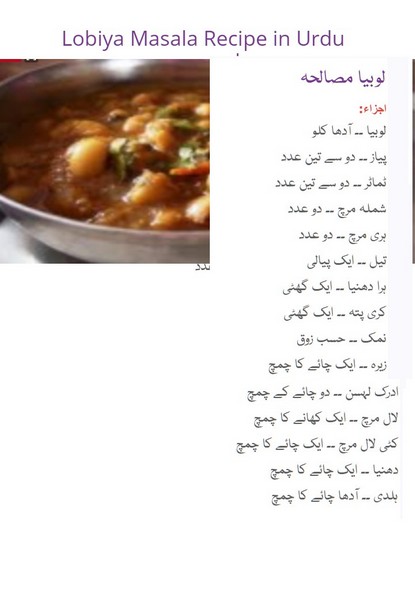 Lobiya Masala Recipe in Urdu
لوبیا مصالحہ
اجزاء:
لوبیا -- آدھا کلو
پیاز -- دو سے تین عدد
ٹماٹر -- دو سے تین عدد
شملہ مرچ -- دو عدد
ہری مرچ -- دو عدد
تیل -- ایک پیالی
ہرا دھنیا -- ایک گھٹی
کری پتہ -- ایک گھٹی
نمک -- حسب زوق
زیرہ -- ایک چائے کا چمچ
ادرک لہسن -- دو چائے کے چمچ
لال مرچ -- ایک کھانے کا چمچ
کٹی لال مرچ -- ایک چائے کا چمچ
دھنیا -- ایک چائے کا چمچ
ہلدی -- آدھا چائے کا چمچ